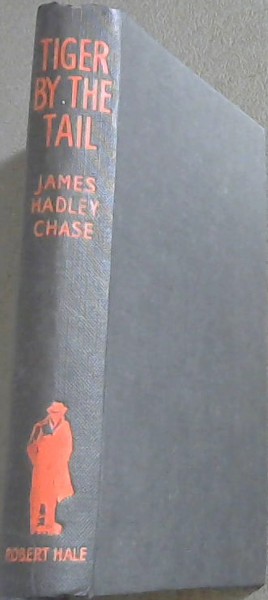 TIGER
BY THE
TAIL
JAMES
HADLEY
CHASE
ROBERT HALE